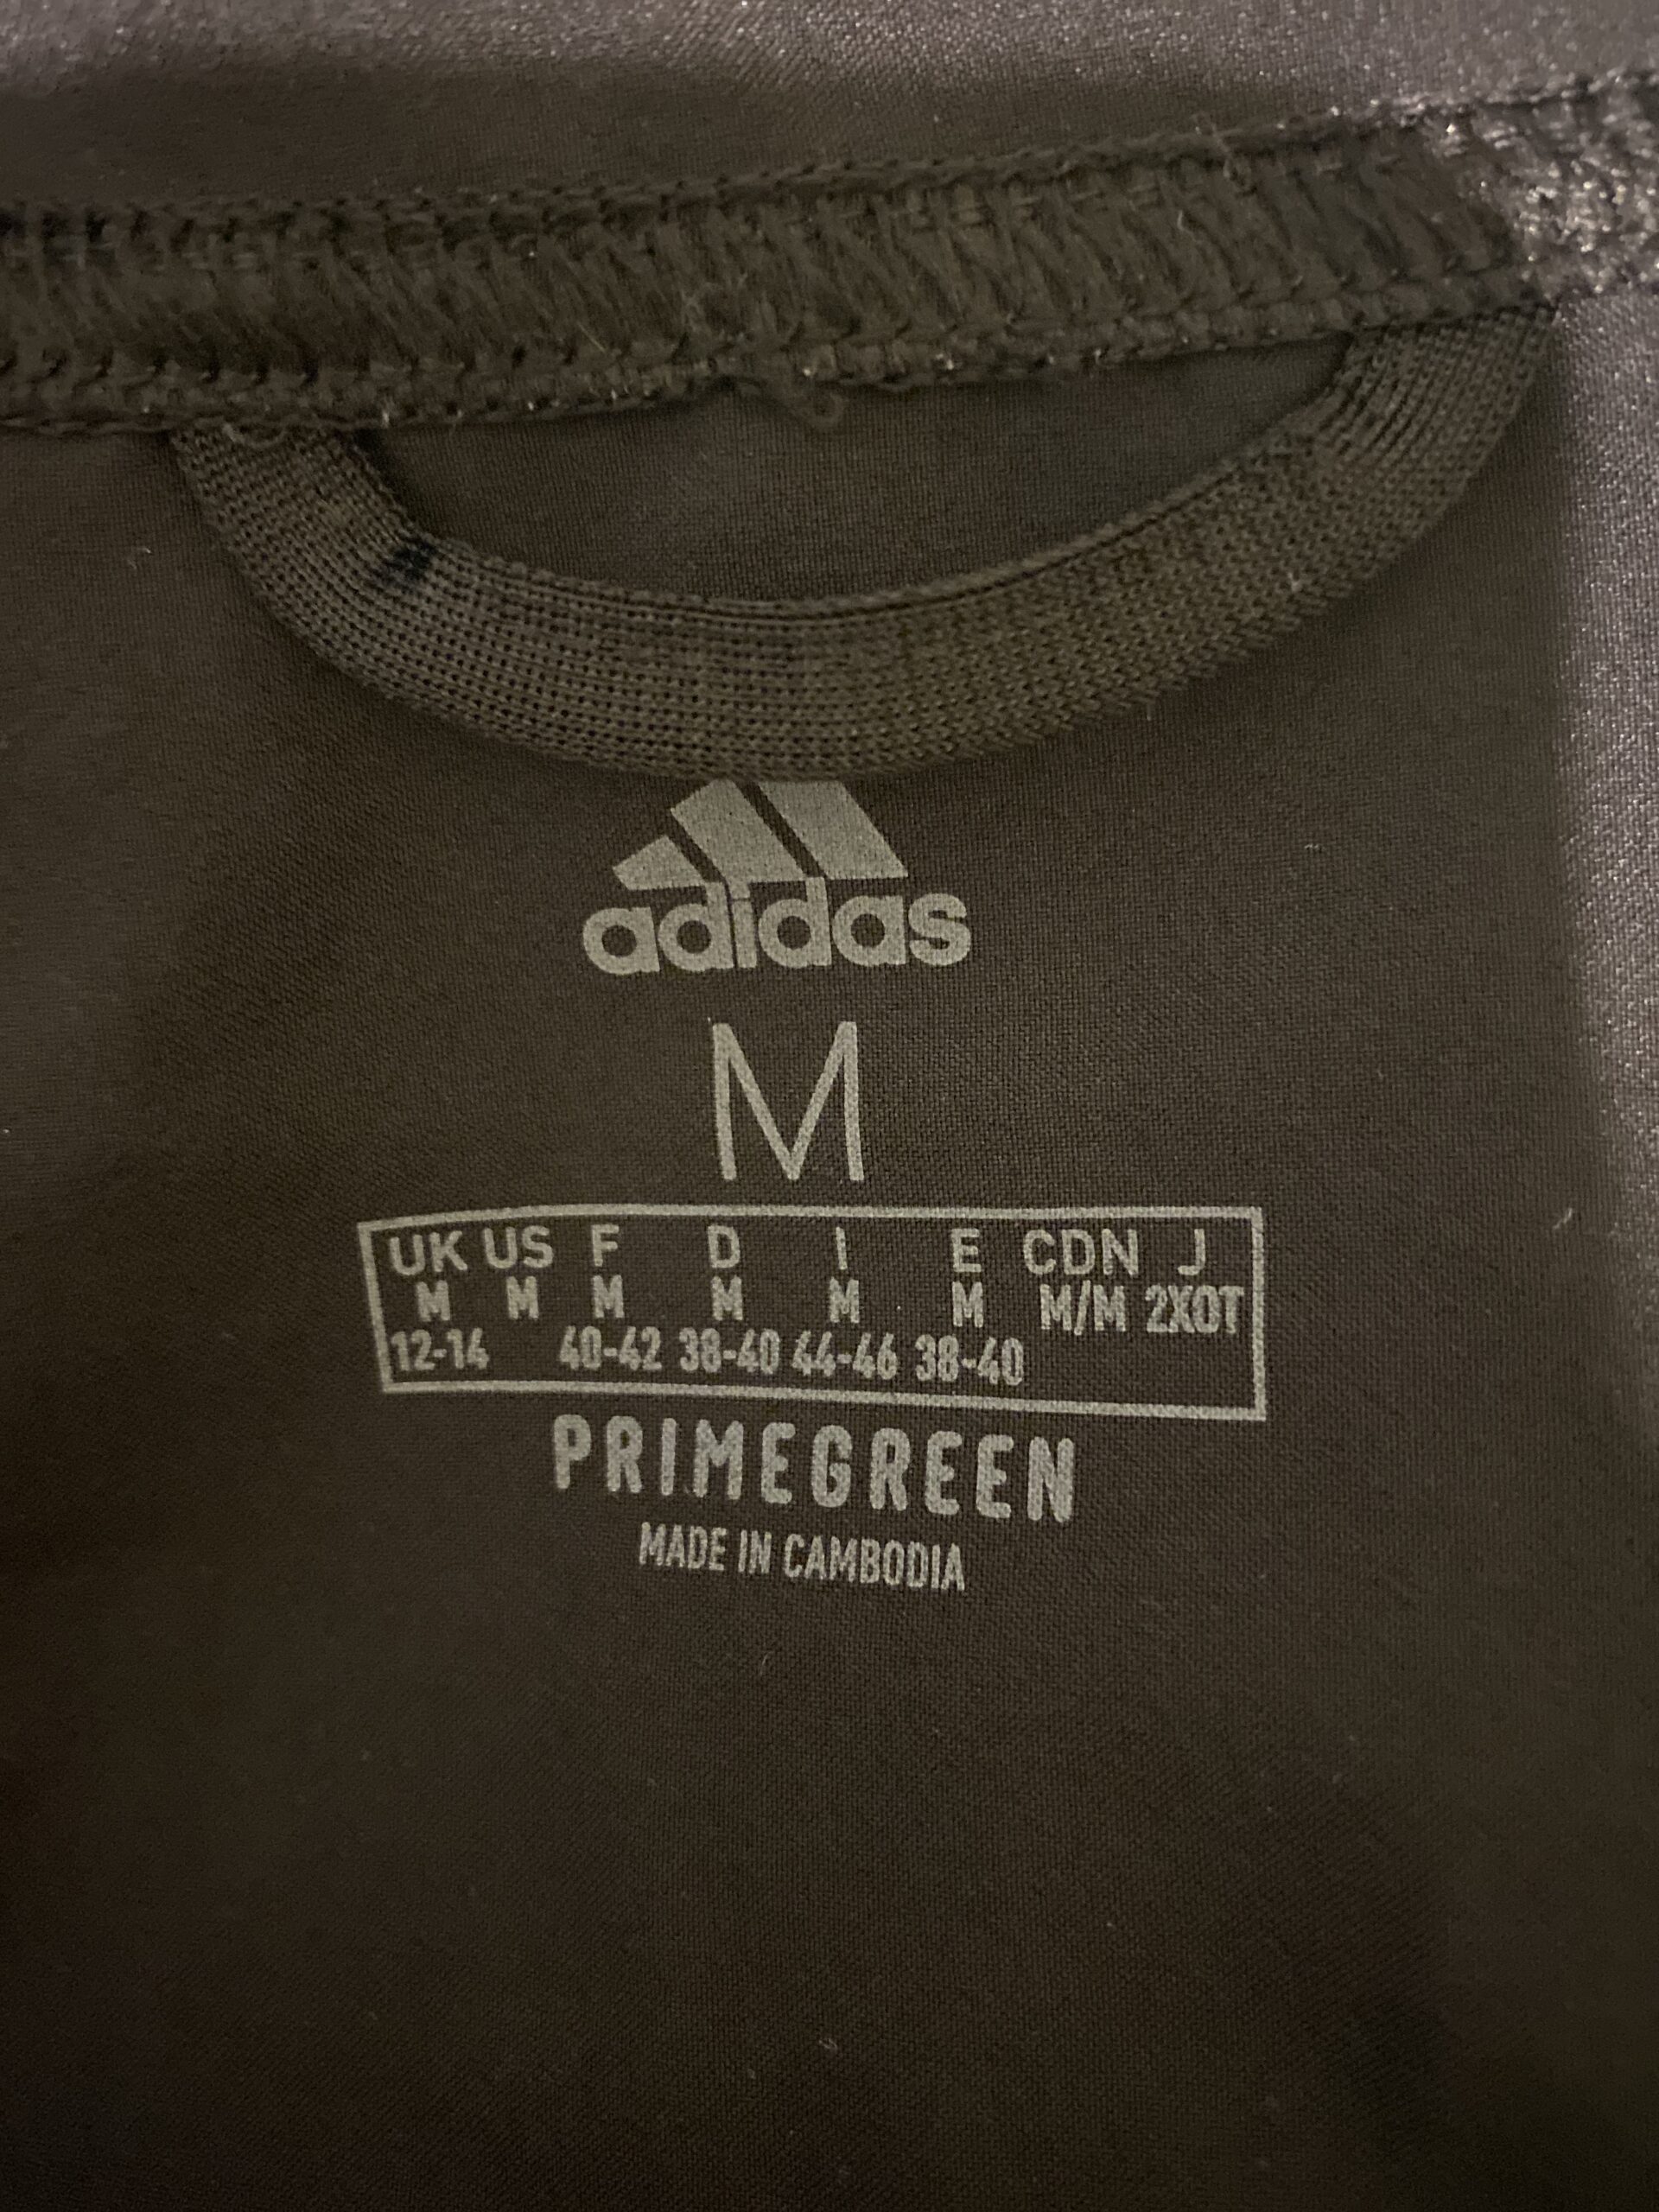 adidas
M
UK US F D I E CDN J
M M M M M M M/M 2XOT
12-14 40-42 38-40 44-46 38-40
PRIMEGREEN
MADE IN CAMBODIA